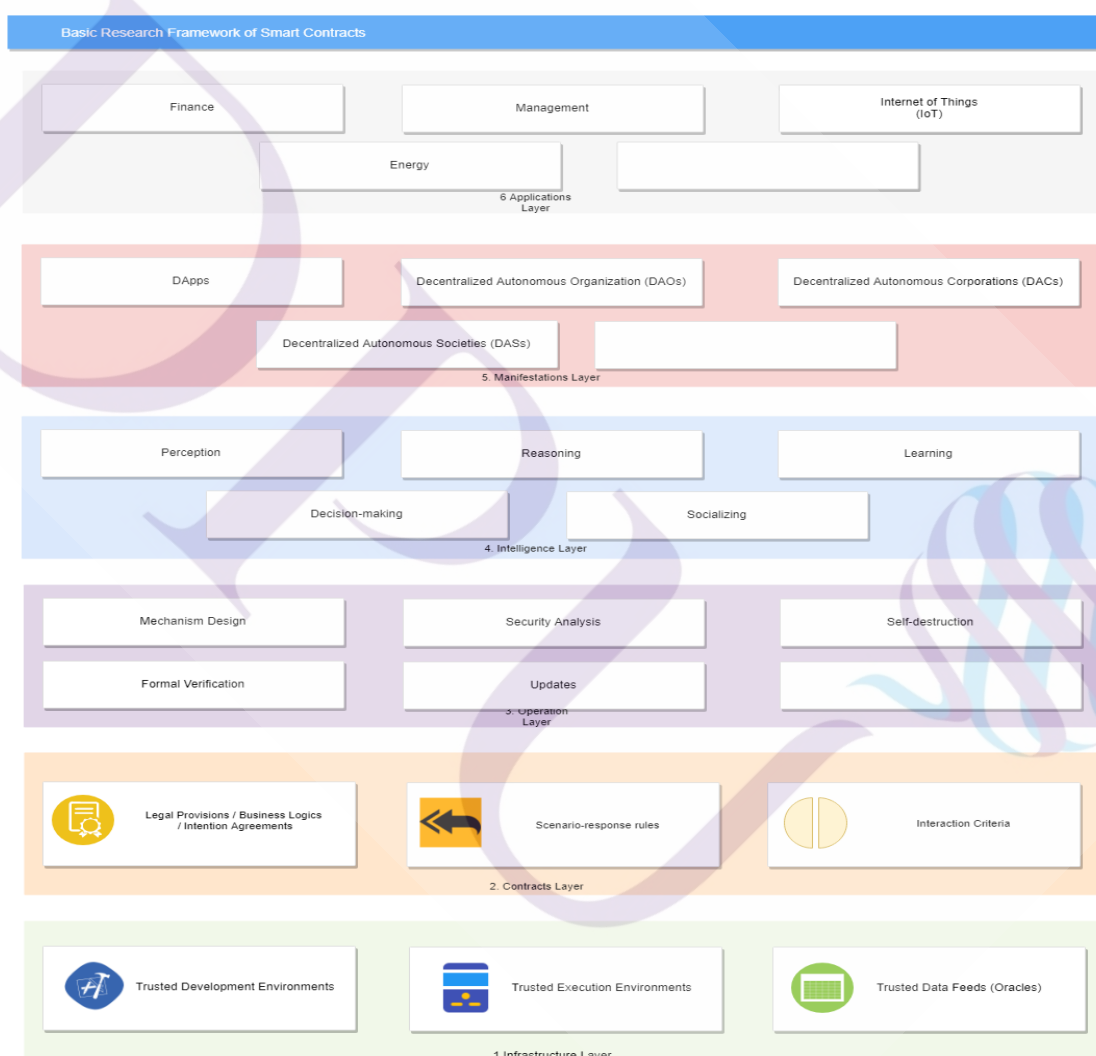 Basic Research Framework of Smart Contracts
Finance
Management
Internet of Things
(IoT)
Energy
6 Applications
Layer
DApps
Decentralized Autonomous Organization (DAOs)
Decentralized Autonomous Corporations (DACs)
Decentralized Autonomous Societies (DASs)
5. Manifestations Layer
Perception
Reasoning
Learning
Decision-making
Socializing
4. Intelligence Layer
Mechanism Design
Security Analysis
Self-destruction
Formal Verification
Updates
3. Operation
Layer
Legal Provisions / Business Logics
/ Intention Agreements
Scenario-response rules
Interaction Criteria
2. Contracts Layer
Trusted Development Environments
Trusted Execution Environments
Trusted Data Feeds (Oracles)
1 Infrastructure Layer